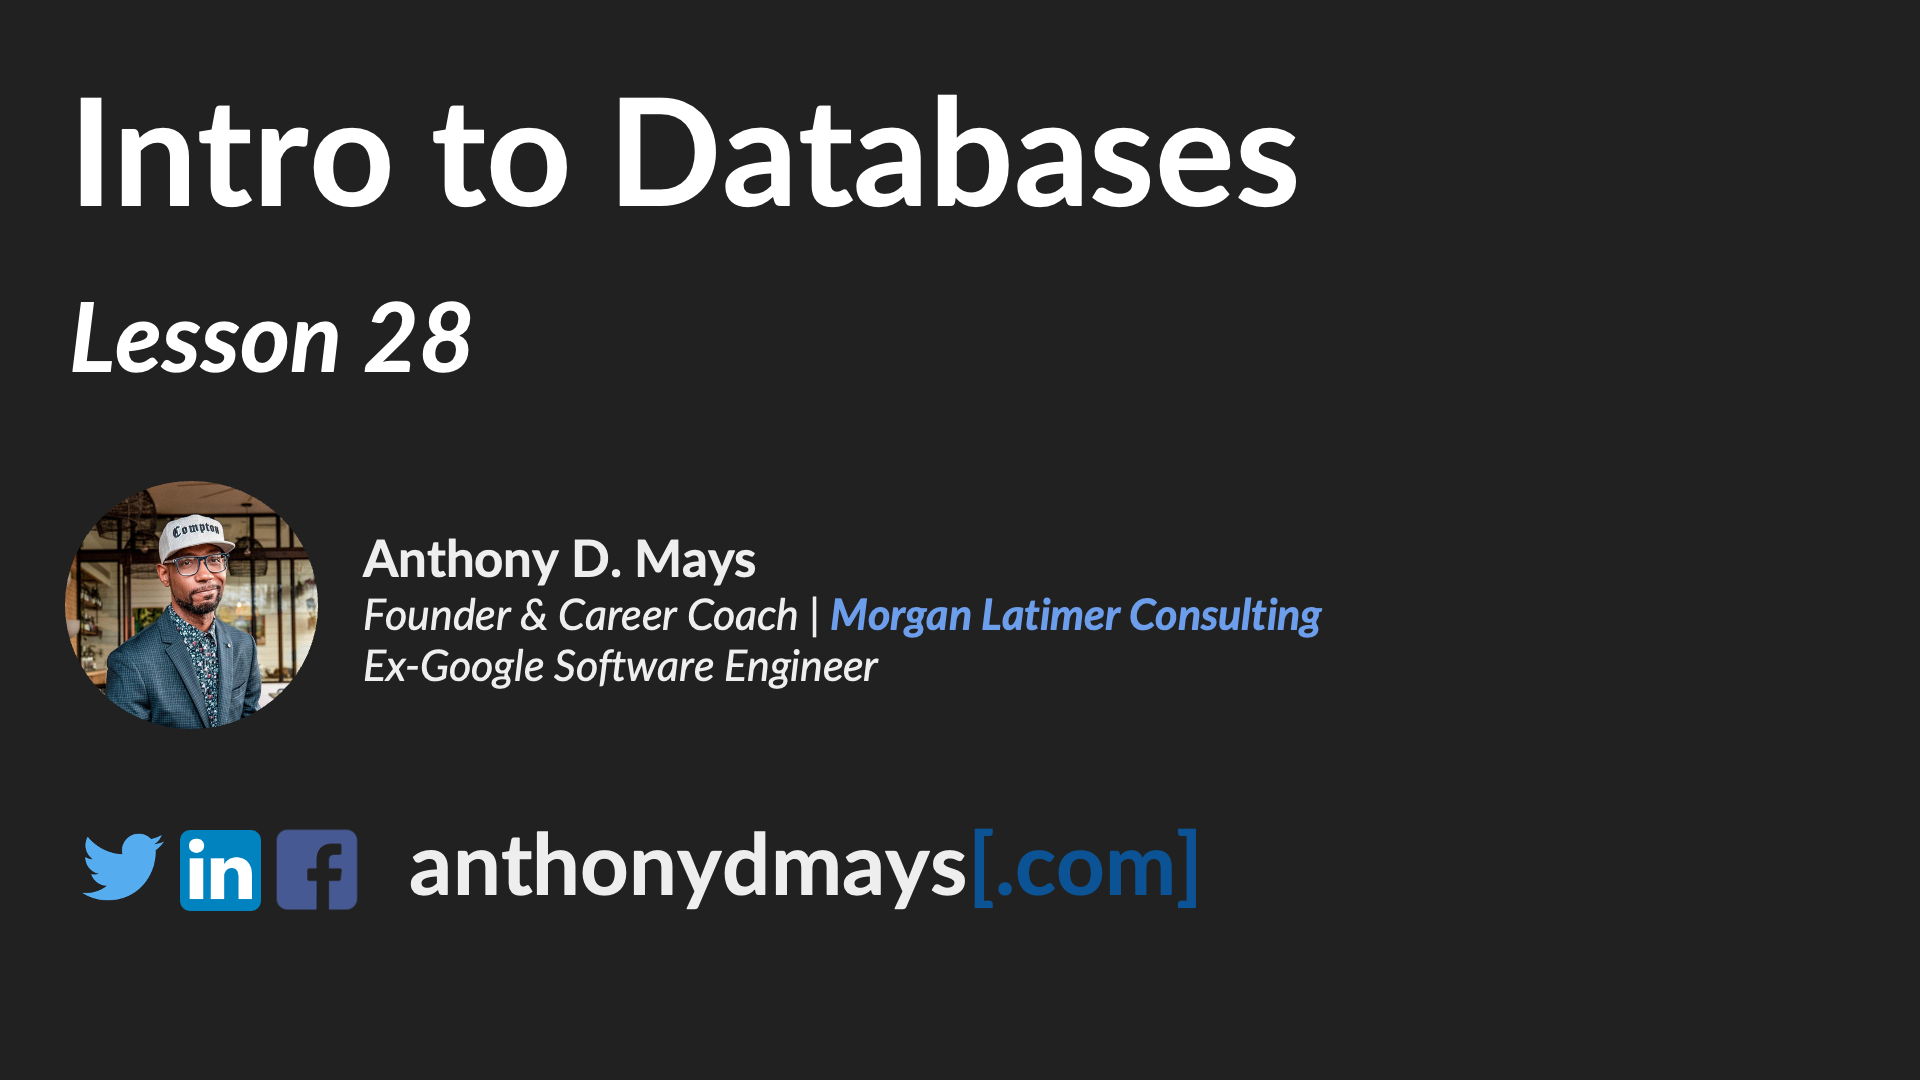 Intro to Databases
Lesson 28
Compton
Anthony D. Mays
Founder & Career Coach | Morgan Latimer Consulting
Ex-Google Software Engineer
in f anthonydmays[.com]